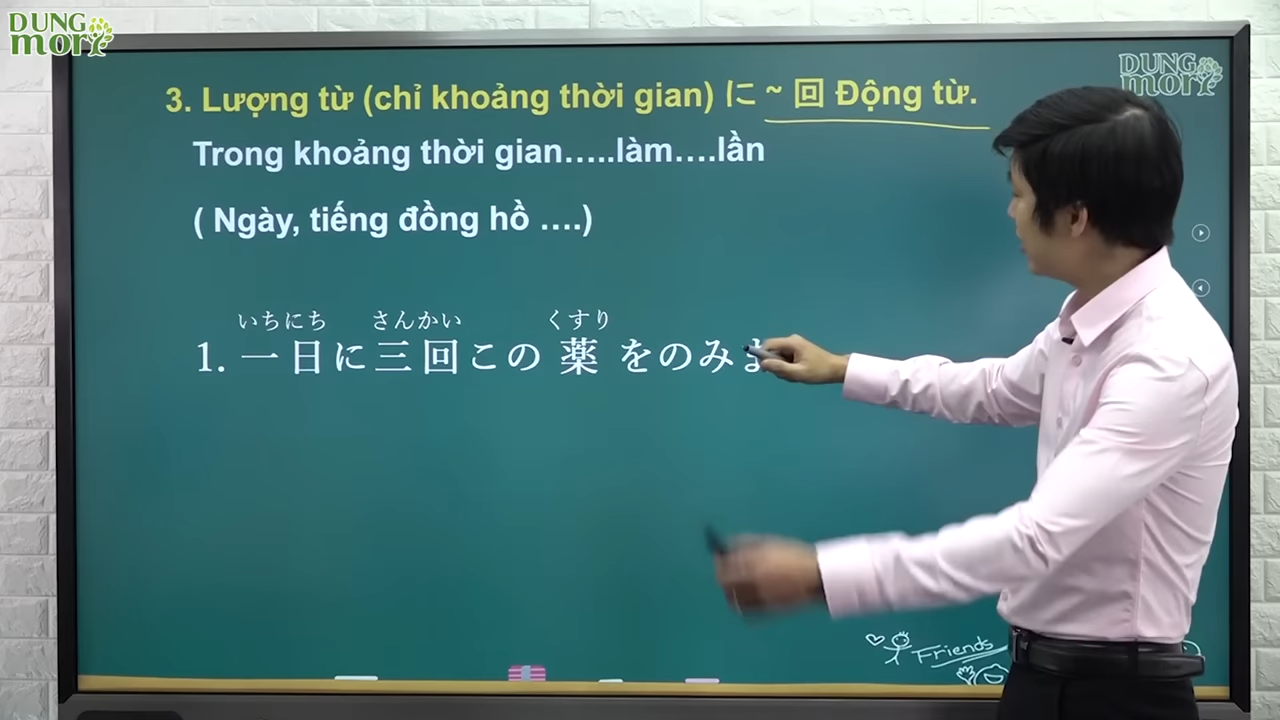 DUNG
mori
DUNG
mori
3. Lượng từ (chỉ khoảng thời gian) に ~ 回 Động từ.
Trong khoảng thời gian…..làm….lần
( Ngày, tiếng đồng hồ ….)
いちにち さんかい くすり
1. 一日に三回この薬をのみま
Friends